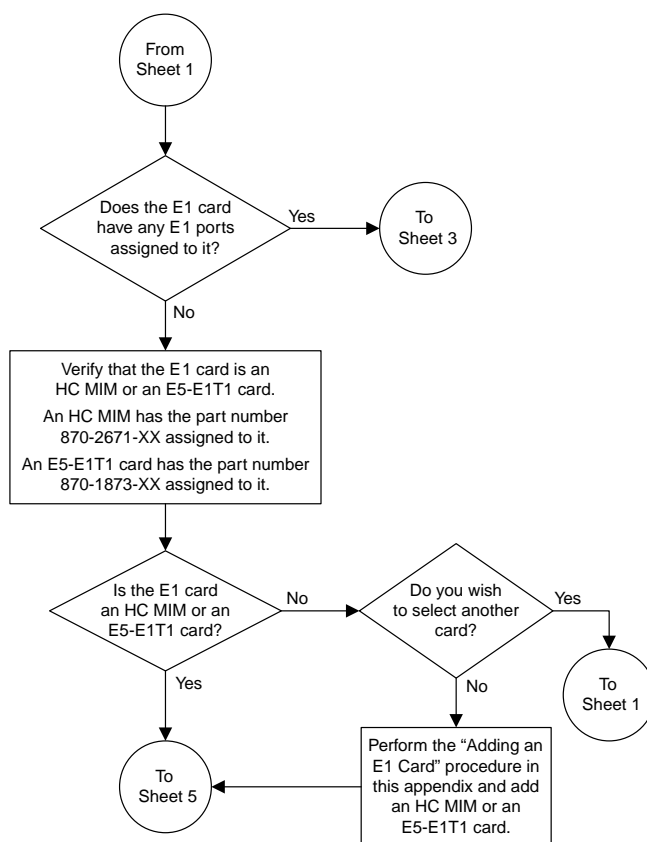 From
Sheet 1
Does the E1 card
have any E1 ports
assigned to it?
Yes
To
Sheet 3
No
Verify that the E1 card is an
HC MIM or an E5-E1T1 card.
An HC MIM has the part number
870-2671-XX assigned to it.
An E5-E1T1 card has the part number
870-1873-XX assigned to it.
Is the E1 card
an HC MIM or an
E5-E1T1 card?
No
Do you wish
to select another
card?
Yes
To
Sheet 1
Yes
No
To
Sheet 5
Perform the “Adding an
E1 Card” procedure in
this appendix and add
an HC MIM or an
E5-E1T1 card.